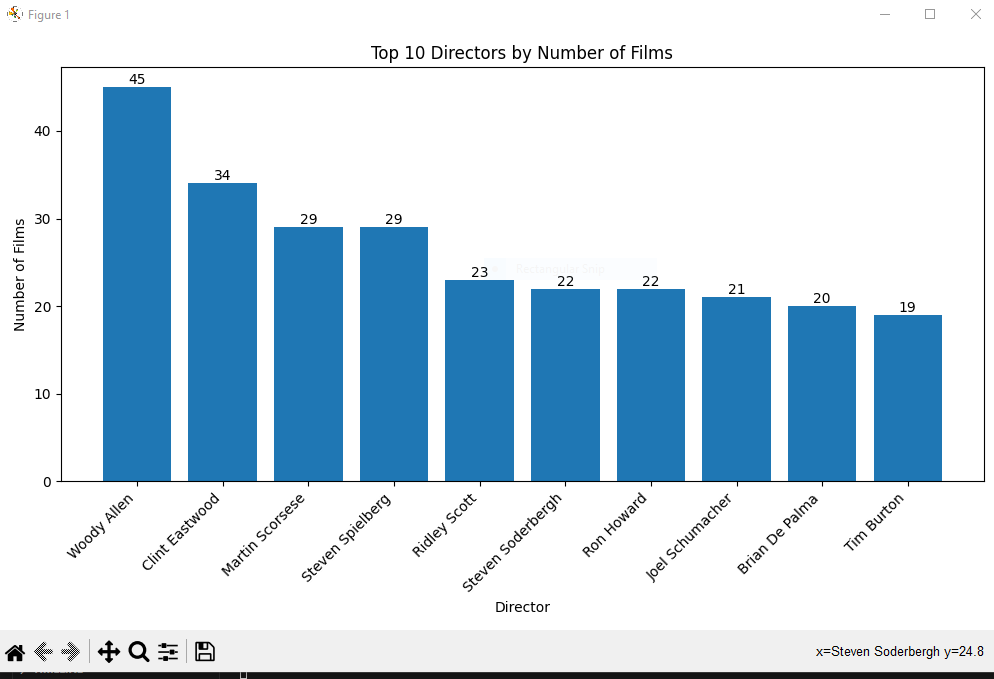 Figure 1
Top 10 Directors by Number of Films
45
34
29
29
23
22
22
21
20
19
Rectangular Snip
40
30
20
10
0
Number of Films
Woody Allen
Clint Eastwood
Martin Scorsese
Steven Spielberg
Ridley Scott
Steven Soderbergh
Ron Howard
Joel Schumacher
Brian De Palma
Tim Burton
Director
x=Steven Soderbergh y=24.8